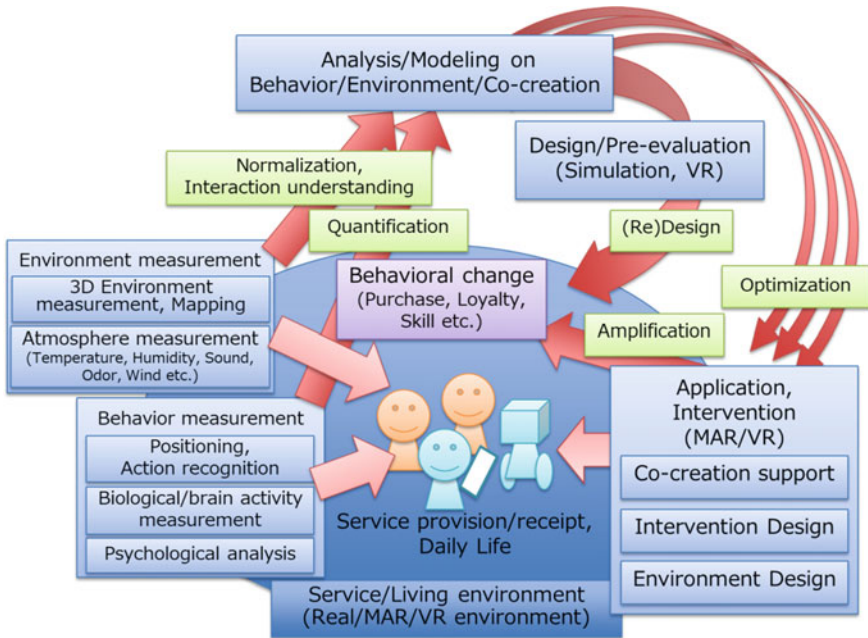 Analysis/Modeling on
Behavior/Environment/Co-creation
Design/Pre-evaluation
(Simulation, VR)
Normalization,
Interaction understanding
Quantification
(Re)Design
Optimization
Amplification
Environment measurement
3D Environment
measurement, Mapping
Atmosphere measurement
(Temperature, Humidity, Sound,
Odor, Wind etc.)
Behavioral change
(Purchase, Loyalty,
Skill etc.)
Behavior measurement
Positioning,
Action recognition
Biological/brain activity
measurement
Psychological analysis
Application,
Intervention
(MAR/VR)
Co-creation support
Intervention Design
Environment Design
Service provision/receipt,
Daily Life
Service/Living environment
(Real/MAR/VR environment)